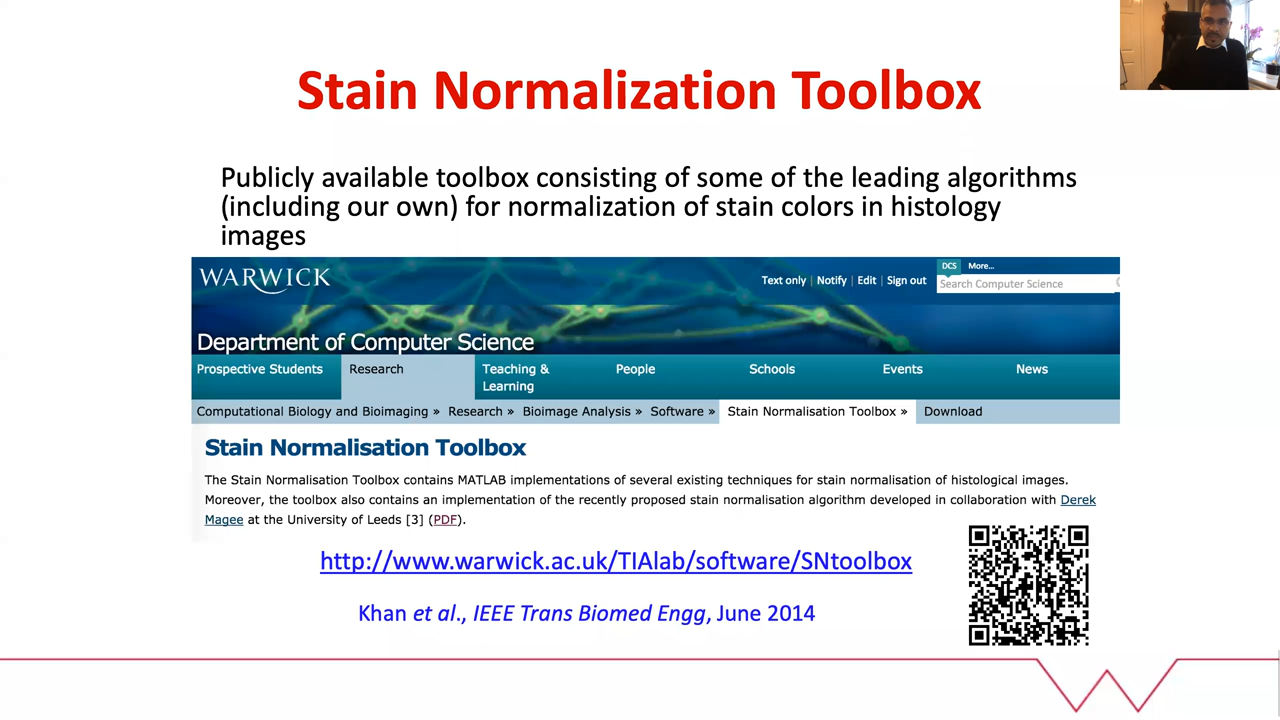 Stain Normalization Toolbox
Publicly available toolbox consisting of some of the leading algorithms
(including our own) for normalization of stain colors in histology
images
WARWICK
Text only | Notify | Edit | Sign out
DCS More...
Search Computer Science
Department of Computer Science
Prospective Students Research Teaching & Learning People Schools Events News
Computational Biology and Bioimaging » Research » Bioimage Analysis » Software » Stain Normalisation Toolbox » Download
Stain Normalisation Toolbox
The Stain Normalisation Toolbox contains MATLAB implementations of several existing techniques for stain normalisation of histological images.
Moreover, the toolbox also contains an implementation of the recently proposed stain normalisation algorithm developed in collaboration with Derek
Magee at the University of Leeds [3] (PDF).
http://www.warwick.ac.uk/TIAlab/software/SNtoolbox
Khan et al., IEEE Trans Biomed Engg, June 2014